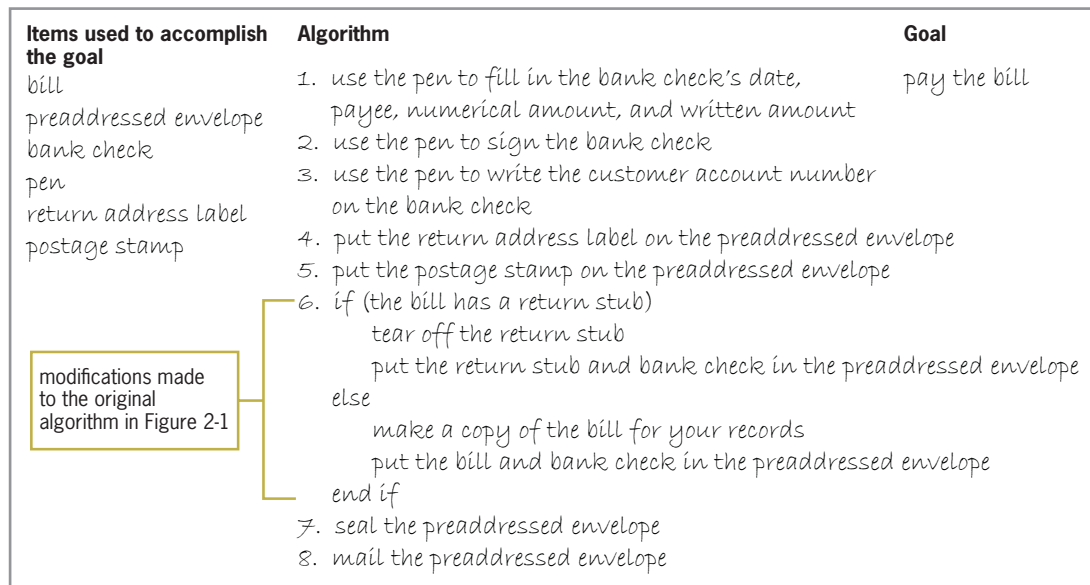 Items used to accomplish
the goal
bill
preaddressed envelope
bank check
pen
return address label
postage stamp
modifications made
to the original
algorithm in Figure 2-1
Algorithm
1. use the pen to fill in the bank check's date,
payee, numerical amount, and written amount
2. use the pen to sign the bank check
3. use the pen to write the customer account number
on the bank check
4. put the return address label on the preaddressed envelope
5. put the postage stamp on the preaddressed envelope
6. if (the bill has a return stub)
tear off the return stub
put the return stub and bank check in the preaddressed envelope
else
make a copy of the bill for your records
put the bill and bank check in the preaddressed envelope
end if
7. seal the preaddressed envelope
8. mail the preaddressed envelope
Goal
pay the bill